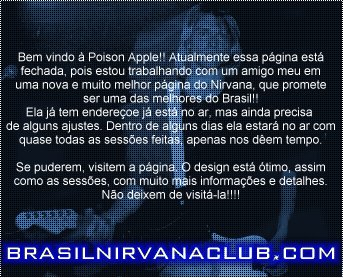 Bem vindo à Poison Apple!! Atualmente essa página está
fechada, pois estou trabalhando com um amigo meu em
uma nova e muito melhor página do Nirvana, que promete
ser uma das melhores do Brasil!!
Ela já tem endereçoe já está no ar, mas ainda precisa
de alguns ajustes. Dentro de alguns dias ela estará no ar com
quase todas as sessões feitas, apenas nos dêem tempo.
Se puderem, visitem a página. O design está ótimo, assim
como as sessões, com muito mais informações e detalhes.
Não deixem de visitá-la!!!!
BRASILNIRVANACLUB.COM